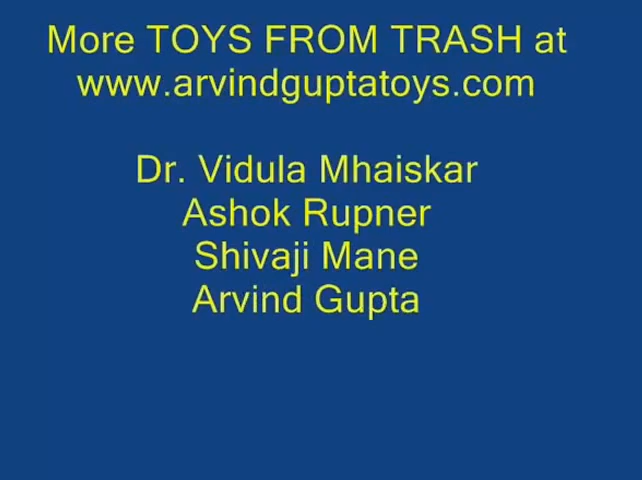 More TOYS FROM TRASH at
www.arvindguptatoys.com
Dr. Vidula Mhaiskar
Ashok Rupner
Shivaji Mane
Arvind Gupta